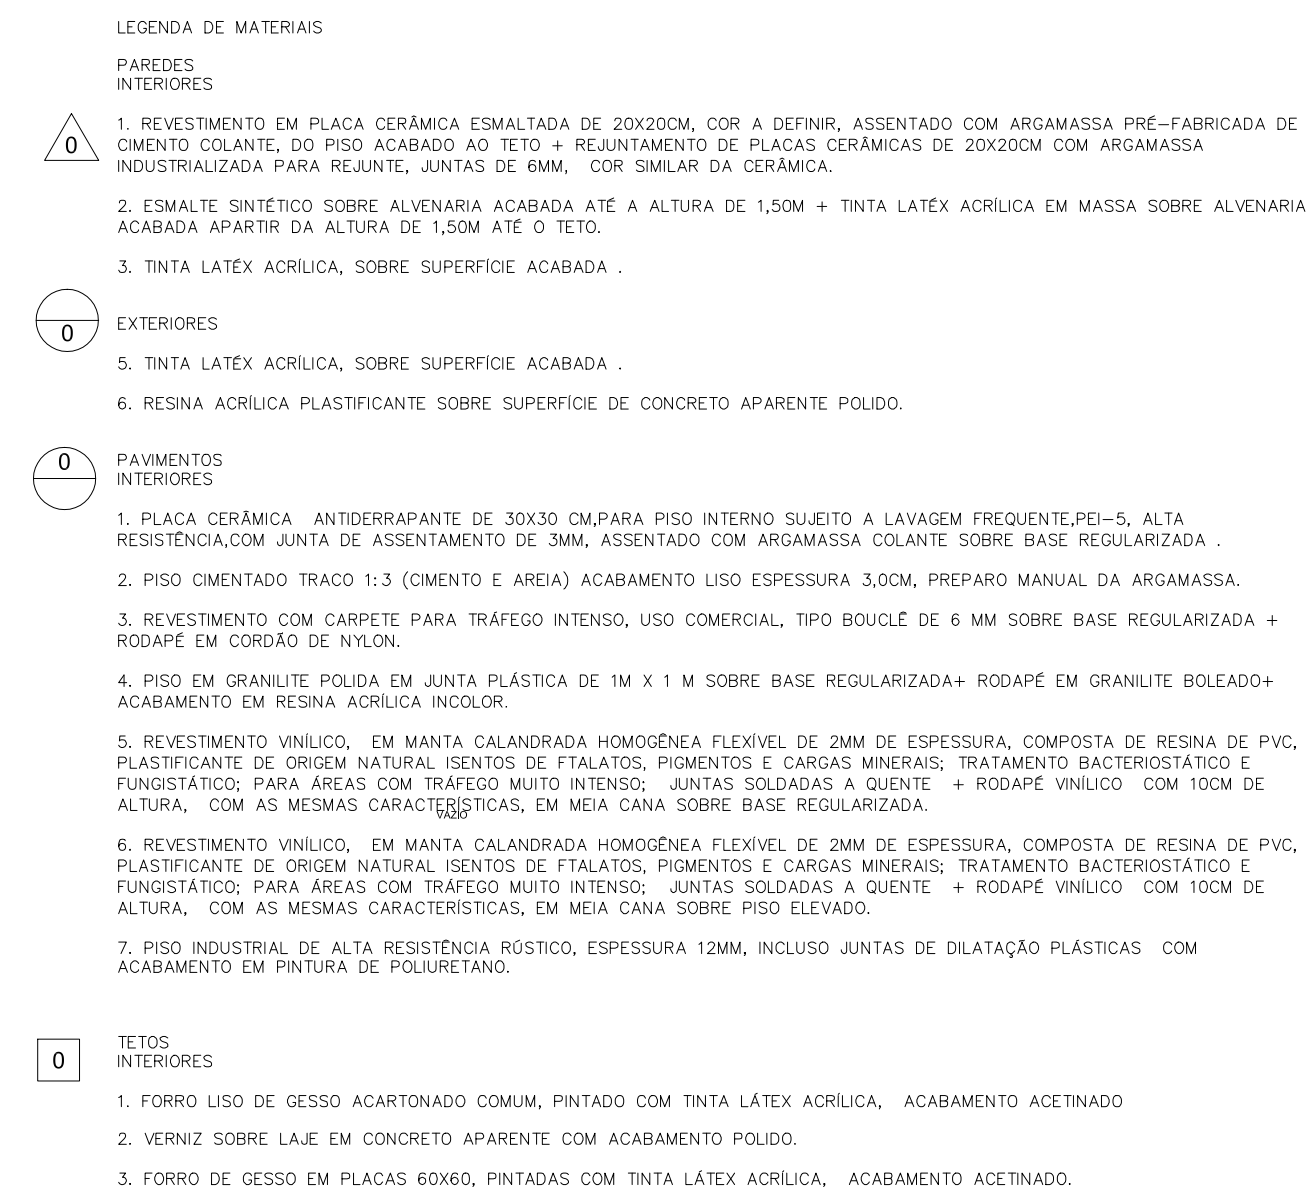 LEGENDA DE MATERIAIS
PAREDES
INTERIORES
0
1. REVESTIMENTO EM PLACA CERÂMICA ESMALTADA DE 20X20CM, COR A DEFINIR, ASSENTADO COM ARGAMASSA PRÉ-FABRICADA DE
CIMENTO COLANTE, DO PISO ACABADO AO TETO + REJUNTAMENTO DE PLACAS CERÂMICAS DE 20X20CM COM ARGAMASSA
INDUSTRIALIZADA PARA REJUNTE, JUNTAS DE 6MM, COR SIMILAR DA CERÂMICA.
2. ESMALTE SINTÉTICO SOBRE ALVENARIA ACABADA ATÉ A ALTURA DE 1,50M + TINTA LATÉX ACRÍLICA EM MASSA SOBRE ALVENARIA
ACABADA APARTIR DA ALTURA DE 1,50M ATÉ O TETO.
3. TINTA LATÉX ACRÍLICA, SOBRE SUPERFÍCIE ACABADA .
0
EXTERIORES
5. TINTA LATÉX ACRÍLICA, SOBRE SUPERFÍCIE ACABADA .
6. RESINA ACRÍLICA PLASTIFICANTE SOBRE SUPERFÍCIE DE CONCRETO APARENTE POLIDO.
0
PAVIMENTOS
INTERIORES
1. PLACA CERÂMICA ANTIDERRAPANTE DE 30X30 CM,PARA PISO INTERNO SUJEITO A LAVAGEM FREQUENTE,PEI-5, ALTA
RESISTÊNCIA,COM JUNTA DE ASSENTAMENTO DE 3MM, ASSENTADO COM ARGAMASSA COLANTE SOBRE BASE REGULARIZADA .
2. PISO CIMENTADO TRACO 1:3 (CIMENTO E AREIA) ACABAMENTO LISO ESPESSURA 3,0CM, PREPARO MANUAL DA ARGAMASSA.
3. REVESTIMENTO COM CARPETE PARA TRÁFEGO INTENSO, USO COMERCIAL, TIPO BOUCLÊ DE 6 MM SOBRE BASE REGULARIZADA +
RODAPÉ EM CORDÃO DE NYLON.
4. PISO EM GRANILITE POLIDA EM JUNTA PLÁSTICA DE 1M X 1 M SOBRE BASE REGULARIZADA+ RODAPÉ EM GRANILITE BOLEADO+
ACABAMENTO EM RESINA ACRÍLICA INCOLOR.
5. REVESTIMENTO VINÍLICO, EM MANTA CALANDRADA HOMOGÊNEA FLEXÍVEL DE 2MM DE ESPESSURA, COMPOSTA DE RESINA DE PVC,
PLASTIFICANTE DE ORIGEM NATURAL ISENTOS DE FTALATOS, PIGMENTOS E CARGAS MINERAIS; TRATAMENTO BACTERIOSTÁTICO E
FUNGISTÁTICO; PARA ÁREAS COM TRÁFEGO MUITO INTENSO; JUNTAS SOLDADAS A QUENTE + RODAPÉ VINÍLICO COM 10CM DE
ALTURA, COM AS MESMAS CARACTERÍSTICAS, EM MEIA CANA SOBRE BASE REGULARIZADA.
VAZIO
6. REVESTIMENTO VINÍLICO, EM MANTA CALANDRADA HOMOGÊNEA FLEXÍVEL DE 2MM DE ESPESSURA, COMPOSTA DE RESINA DE PVC,
PLASTIFICANTE DE ORIGEM NATURAL ISENTOS DE FTALATOS, PIGMENTOS E CARGAS MINERAIS; TRATAMENTO BACTERIOSTÁTICO E
FUNGISTÁTICO; PARA ÁREAS COM TRÁFEGO MUITO INTENSO; JUNTAS SOLDADAS A QUENTE + RODAPÉ VINÍLICO COM 10CM DE
ALTURA, COM AS MESMAS CARACTERÍSTICAS, EM MEIA CANA SOBRE PISO ELEVADO.
7. PISO INDUSTRIAL DE ALTA RESISTÊNCIA RÚSTICO, ESPESSURA 12MM, INCLUSO JUNTAS DE DILATAÇÃO PLÁSTICAS COM
ACABAMENTO EM PINTURA DE POLIURETANO.
0
TETOS
INTERIORES
1. FORRO LISO DE GESSO ACARTONADO COMUM, PINTADO COM TINTA LÁTEX ACRÍLICA, ACABAMENTO ACETINADO
2. VERNIZ SOBRE LAJE EM CONCRETO APARENTE COM ACABAMENTO POLIDO.
3. FORRO DE GESSO EM PLACAS 60X60, PINTADAS COM TINTA LÁTEX ACRÍLICA, ACABAMENTO ACETINADO.